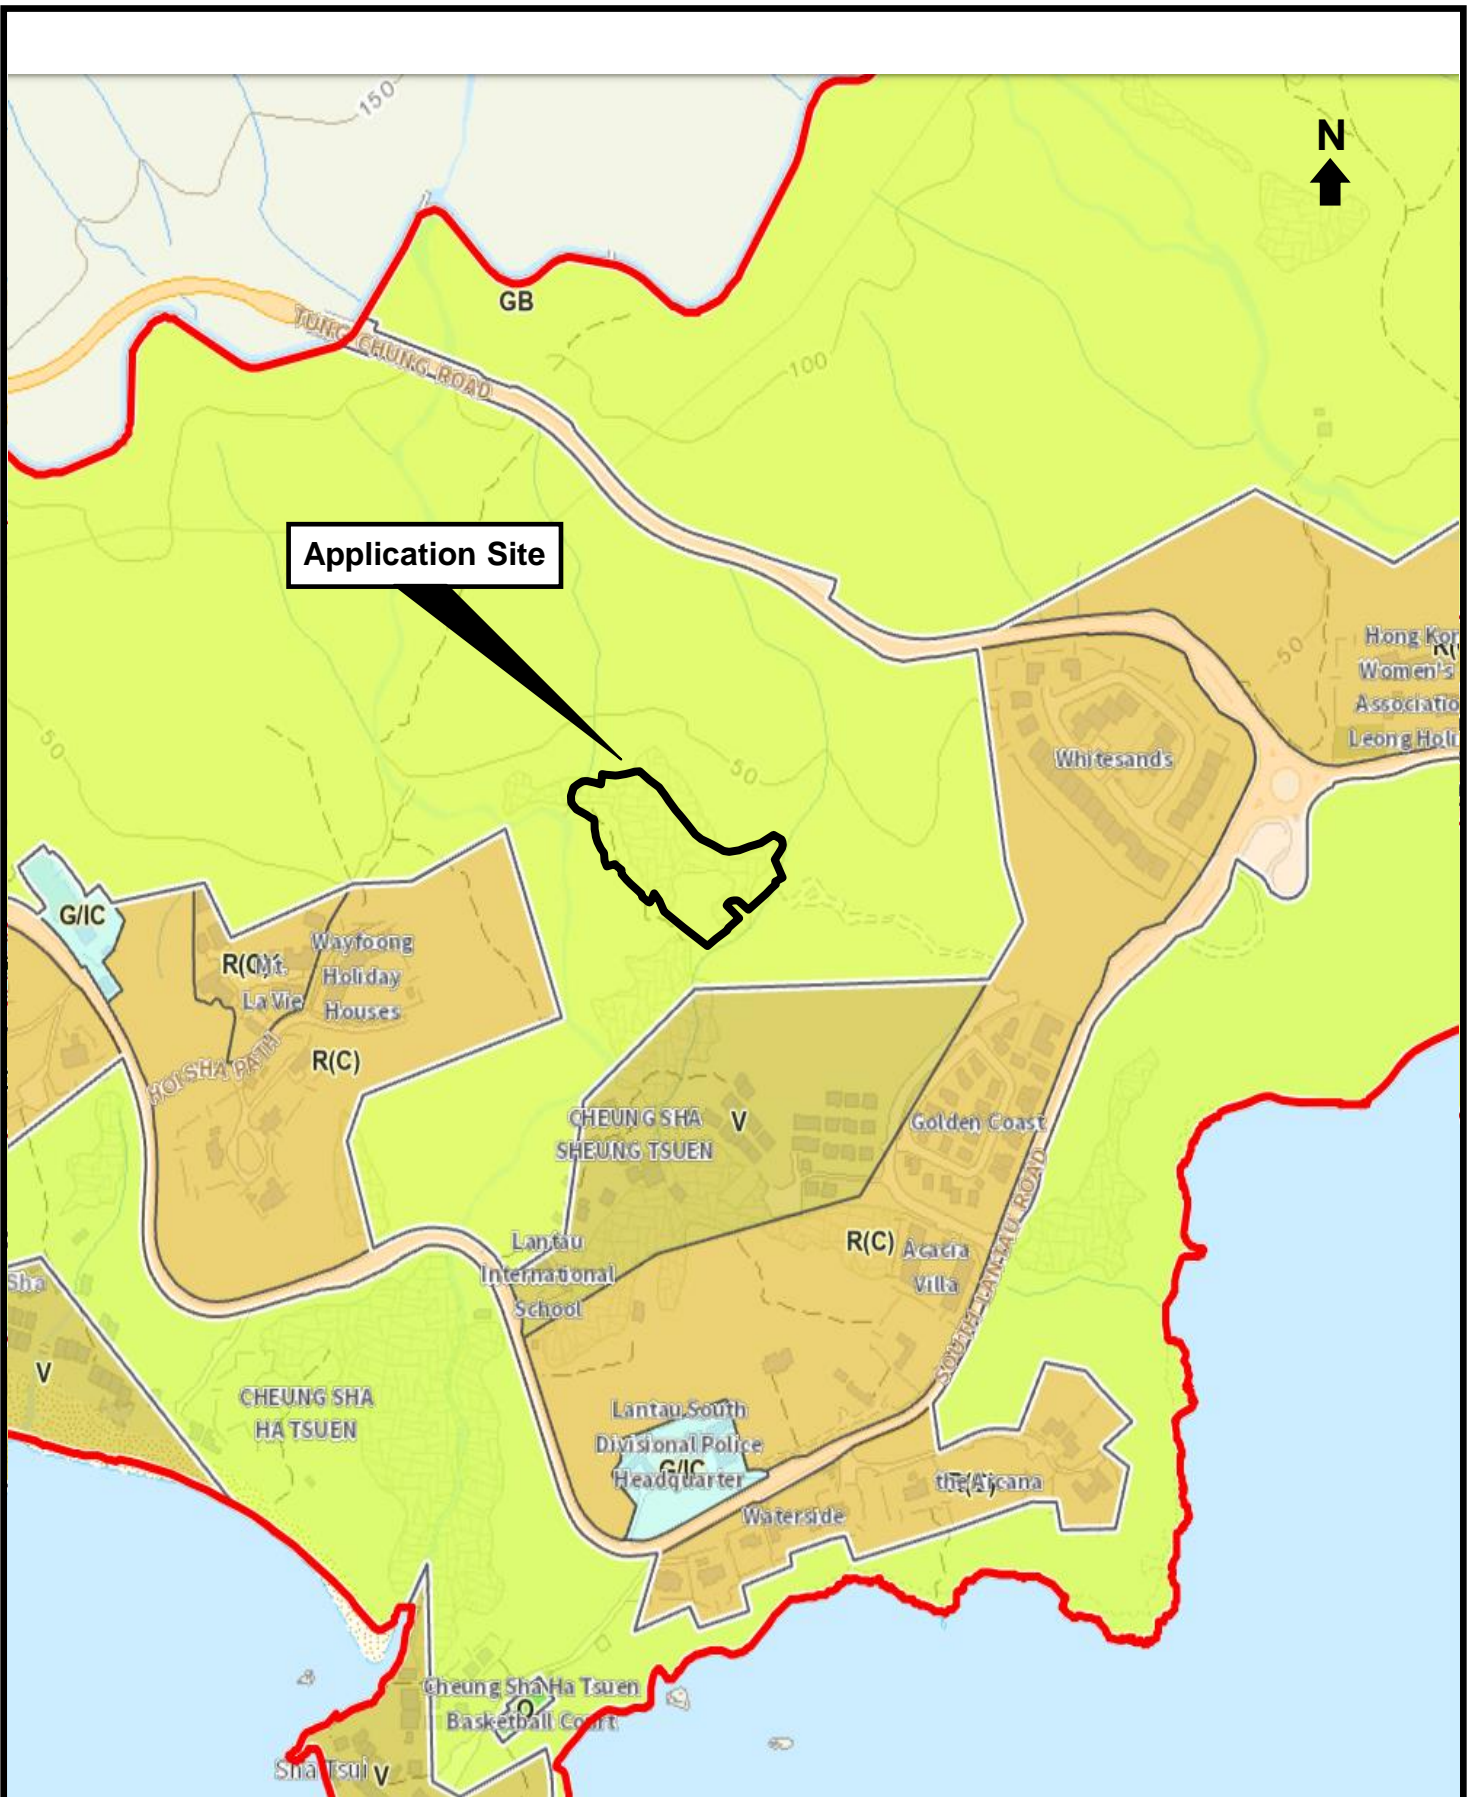 150
N
GB
TUNG CHUNG ROAD
100
Application Site
50
Hong Kon
R(
Women's
Associatio
Leong Holi
Whitesands
50
50
G/IC
Wayfoong
Holiday
Houses
Mt.
La Vie
R(C)
HOI SHA PATH
CHEUNG SHA
SHEUNG TSUEN
V
Golden Coast
SOUTH LANTAU ROAD
Lantau
International
School
R(C)
Acacia
Villa
Sha
V
CHEUNG SHA
HA TSUEN
Lantau South
Divisional Police
Headquarter
G/IC
the Arcana
Waterside
Cheung Sha Ha Tsuen
Basketball Court
O
Sha Tsui
V